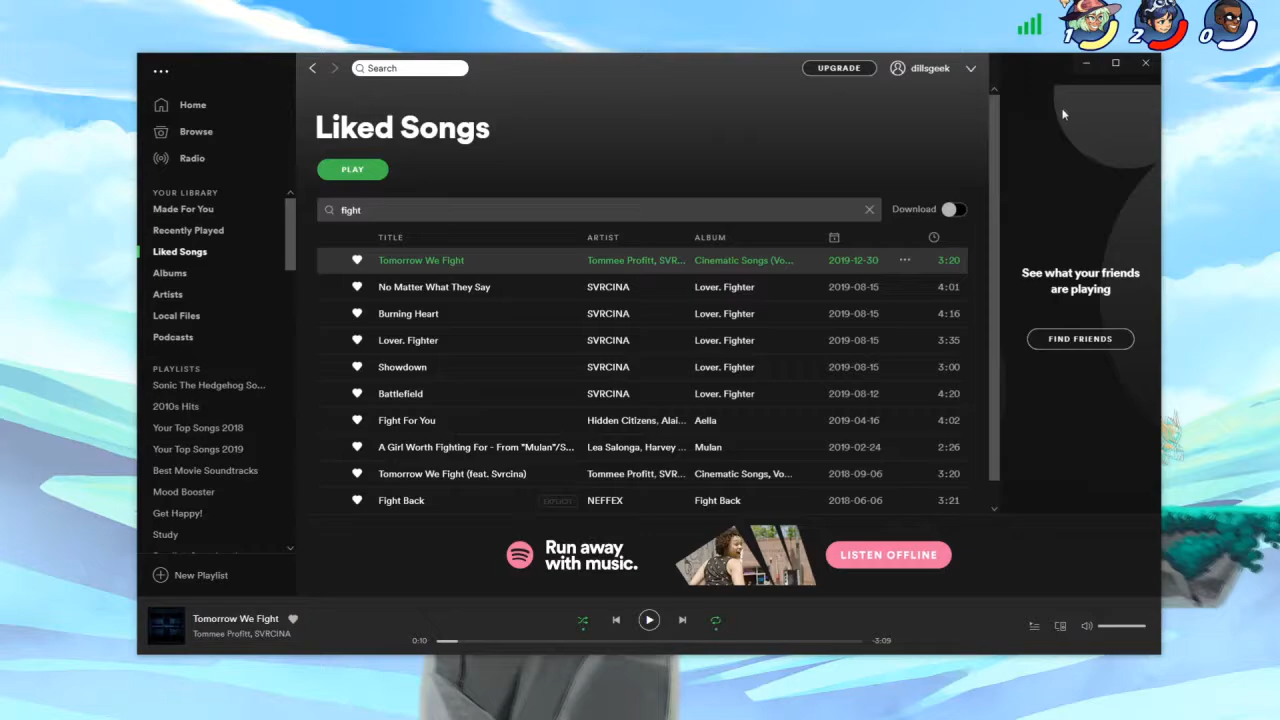 1 2 0
Search
UPGRADE
dillsgeek
Home
Browse
Radio
YOUR LIBRARY
Made For You
Recently Played
Liked Songs
Albums
Artists
Local Files
Podcasts
PLAYLISTS
Sonic The Hedgehog So...
2010s Hits
Your Top Songs 2018
Your Top Songs 2019
Best Movie Soundtracks
Mood Booster
Get Happy!
Study
New Playlist
Liked Songs
PLAY
fight
Download
TITLE ARTIST ALBUM
Tomorrow We Fight Tommee Profitt, SVR... Cinematic Songs (Vo... 2019-12-30 ... 3:20
No Matter What They Say SVRCINA Lover. Fighter 2019-08-15 4:01
Burning Heart SVRCINA Lover. Fighter 2019-08-15 4:16
Lover. Fighter SVRCINA Lover. Fighter 2019-08-15 3:35
Showdown SVRCINA Lover. Fighter 2019-08-15 3:00
Battlefield SVRCINA Lover. Fighter 2019-08-12 4:20
Fight For You Hidden Citizens, Alai... Aella 2019-04-16 4:02
A Girl Worth Fighting For - From "Mulan"/S... Lea Salonga, Harvey ... Mulan 2019-02-24 2:26
Tomorrow We Fight (feat. Svrcina) Tommee Profitt, SVR... Cinematic Songs, Vo... 2018-09-06 3:20
Fight Back EXPLICIT NEFFEX Fight Back 2018-06-06 3:21
See what your friends
are playing
FIND FRIENDS
Run away
with music.
LISTEN OFFLINE
Tomorrow We Fight
Tommee Profitt, SVRCINA
0:10 -3:09